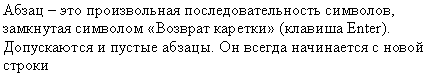 Абзац – это произвольная последовательность символов,
замкнутая символом «Возврат каретки» (клавиша Enter).
Допускаются и пустые абзацы. Он всегда начинается с новой
строки